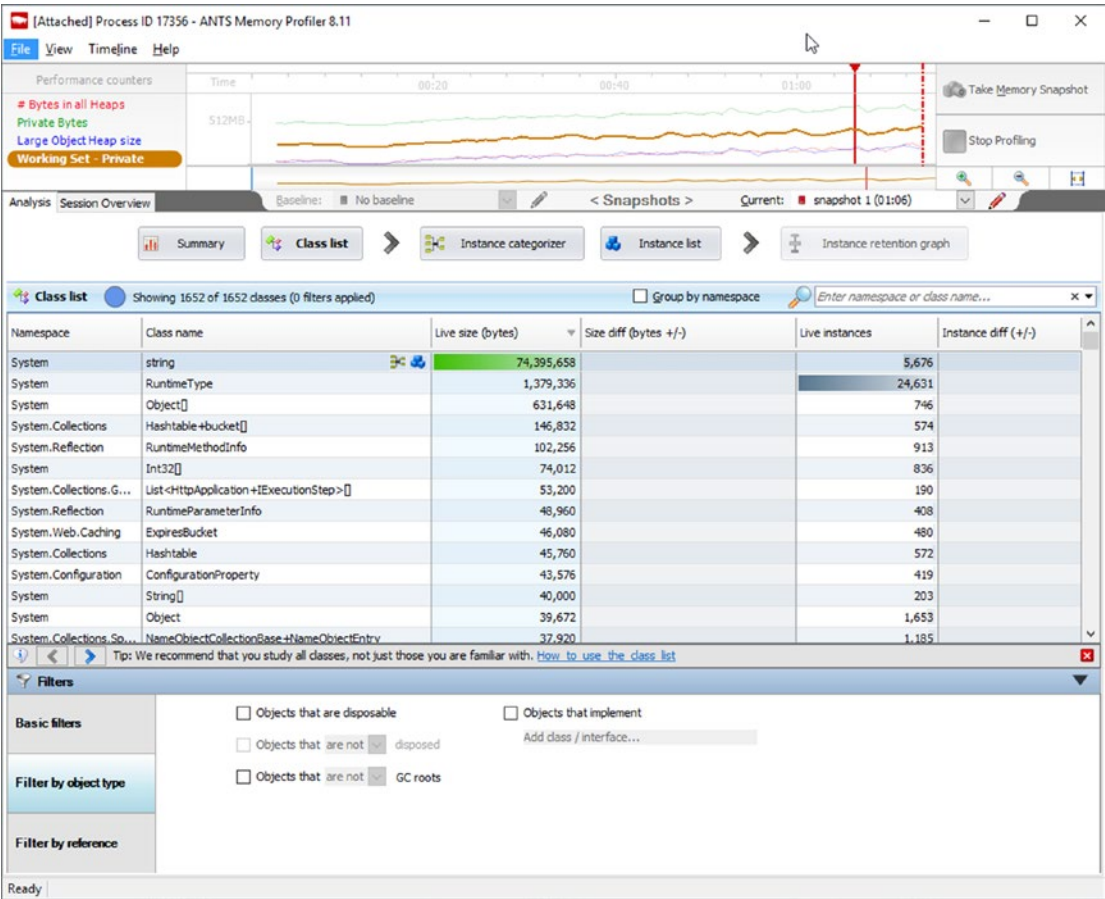 [Attached] Process ID 17356 - ANTS Memory Profiler 8.11
File View Timeline Help
Performance counters
# Bytes in all Heaps
Private Bytes
Large Object Heap size
Working Set - Private
Time 00:20 00:40 01:00
512MB
Take Memory Snapshot
Stop Profiling
Analysis Session Overview Baseline: No baseline < Snapshots > Current: snapshot 1 (01:06)
Summary Class list Instance categorizer Instance list Instance retention graph
Class list Showing 1652 of 1652 classes (0 filters applied) Group by namespace Enter namespace or class name...
Namespace Class name Live size (bytes) Size diff (bytes +/-) Live instances Instance diff (+/-)
System string 74,395,658 5,676
System RuntimeType 1,379,336 24,631
System Object[] 631,648 746
System.Collections Hashtable+bucket[] 146,832 574
System.Reflection RuntimeMethodInfo 102,256 913
System Int32[] 74,012 836
System.Collections.G... List<HttpApplication+IExecutionStep>[] 53,200 190
System.Reflection RuntimeParameterInfo 48,960 408
System.Web.Caching ExpiresBucket 46,080 480
System.Collections Hashtable 45,760 572
System.Configuration ConfigurationProperty 43,576 419
System String[] 40,000 203
System Object 39,672 1,653
System.Collections.Sp... NameObjectCollectionBase+NameObjectEntry 37,920 1,185
Tip: We recommend that you study all classes, not just those you are familiar with. How to use the class list
Filters
Basic filters
Filter by object type
Filter by reference
Objects that are disposable Objects that implement
Objects that are not disposed Add class / interface...
Objects that are not GC roots
Ready